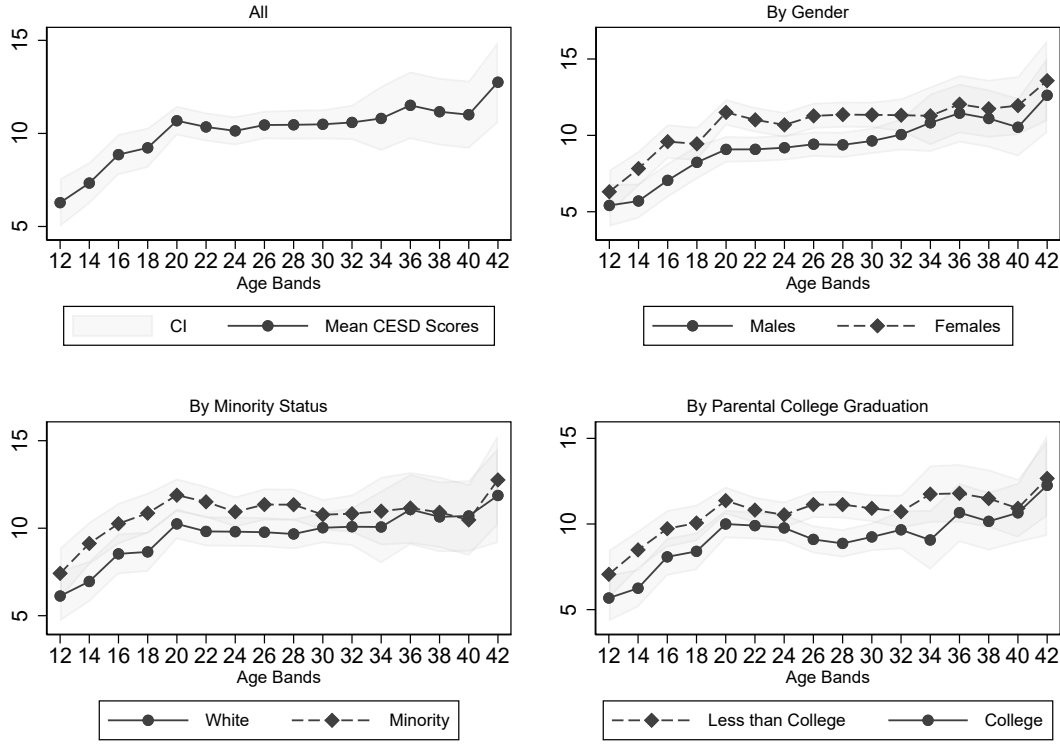 All
15
10
5
12 14 16 18 20 22 24 26 28 30 32 34 36 38 40 42
Age Bands
CI Mean CESD Scores
By Gender
15
10
5
12 14 16 18 20 22 24 26 28 30 32 34 36 38 40 42
Age Bands
Males Females
By Minority Status
15
10
5
12 14 16 18 20 22 24 26 28 30 32 34 36 38 40 42
Age Bands
White Minority
By Parental College Graduation
15
10
5
12 14 16 18 20 22 24 26 28 30 32 34 36 38 40 42
Age Bands
Less than College College